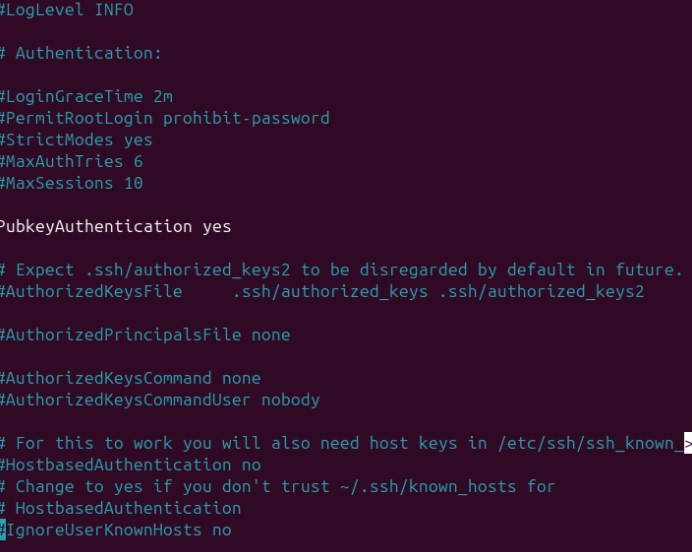 #LogLevel INFO
# Authentication:
#LoginGraceTime 2m
#PermitRootLogin prohibit-password
#StrictModes yes
#MaxAuthTries 6
#MaxSessions 10
PubkeyAuthentication yes
# Expect .ssh/authorized_keys2 to be disregarded by default in future.
#AuthorizedKeysFile     .ssh/authorized_keys .ssh/authorized_keys2
#AuthorizedPrincipalsFile none
#AuthorizedKeysCommand none
#AuthorizedKeysCommandUser nobody
# For this to work you will also need host keys in /etc/ssh/ssh_known_>
#HostbasedAuthentication no
# Change to yes if you don't trust ~/.ssh/known_hosts for
# HostbasedAuthentication
#IgnoreUserKnownHosts no